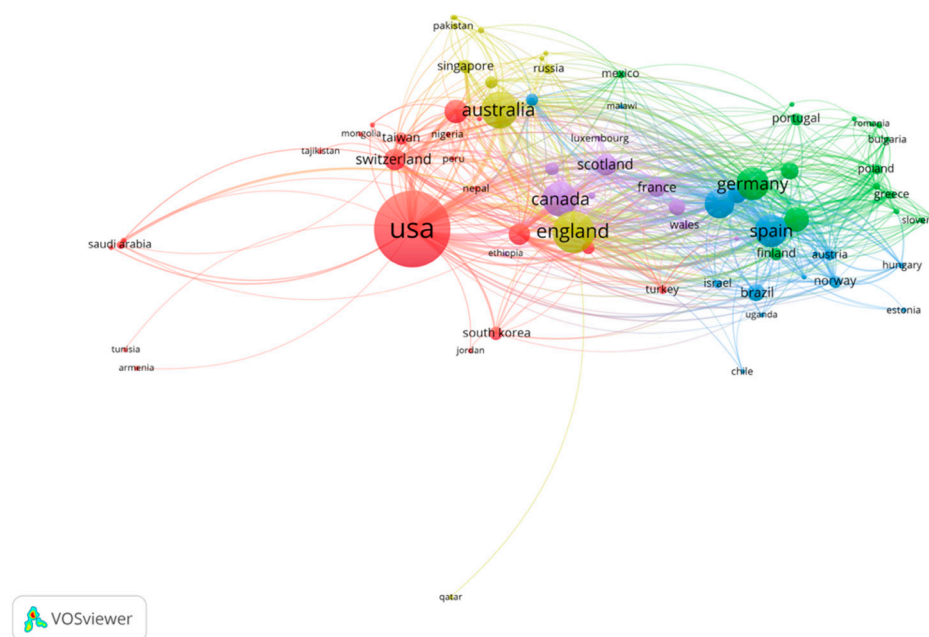 pakistan
singapore
russia
mexico
malawi
australia
portugal
romania
bulgaria
mongolia
taiwan
nigeria
luxembourg
tajikistan
switzerland
peru
scotland
poland
nepal
france
germany
greece
canada
usa
england
wales
spain
sloven
saudi arabia
ethiopia
finland
austria
hungary
turkey
israel
brazil
norway
uganda
estonia
south korea
jordan
tunisia
armenia
chile
qatar
VOSviewer